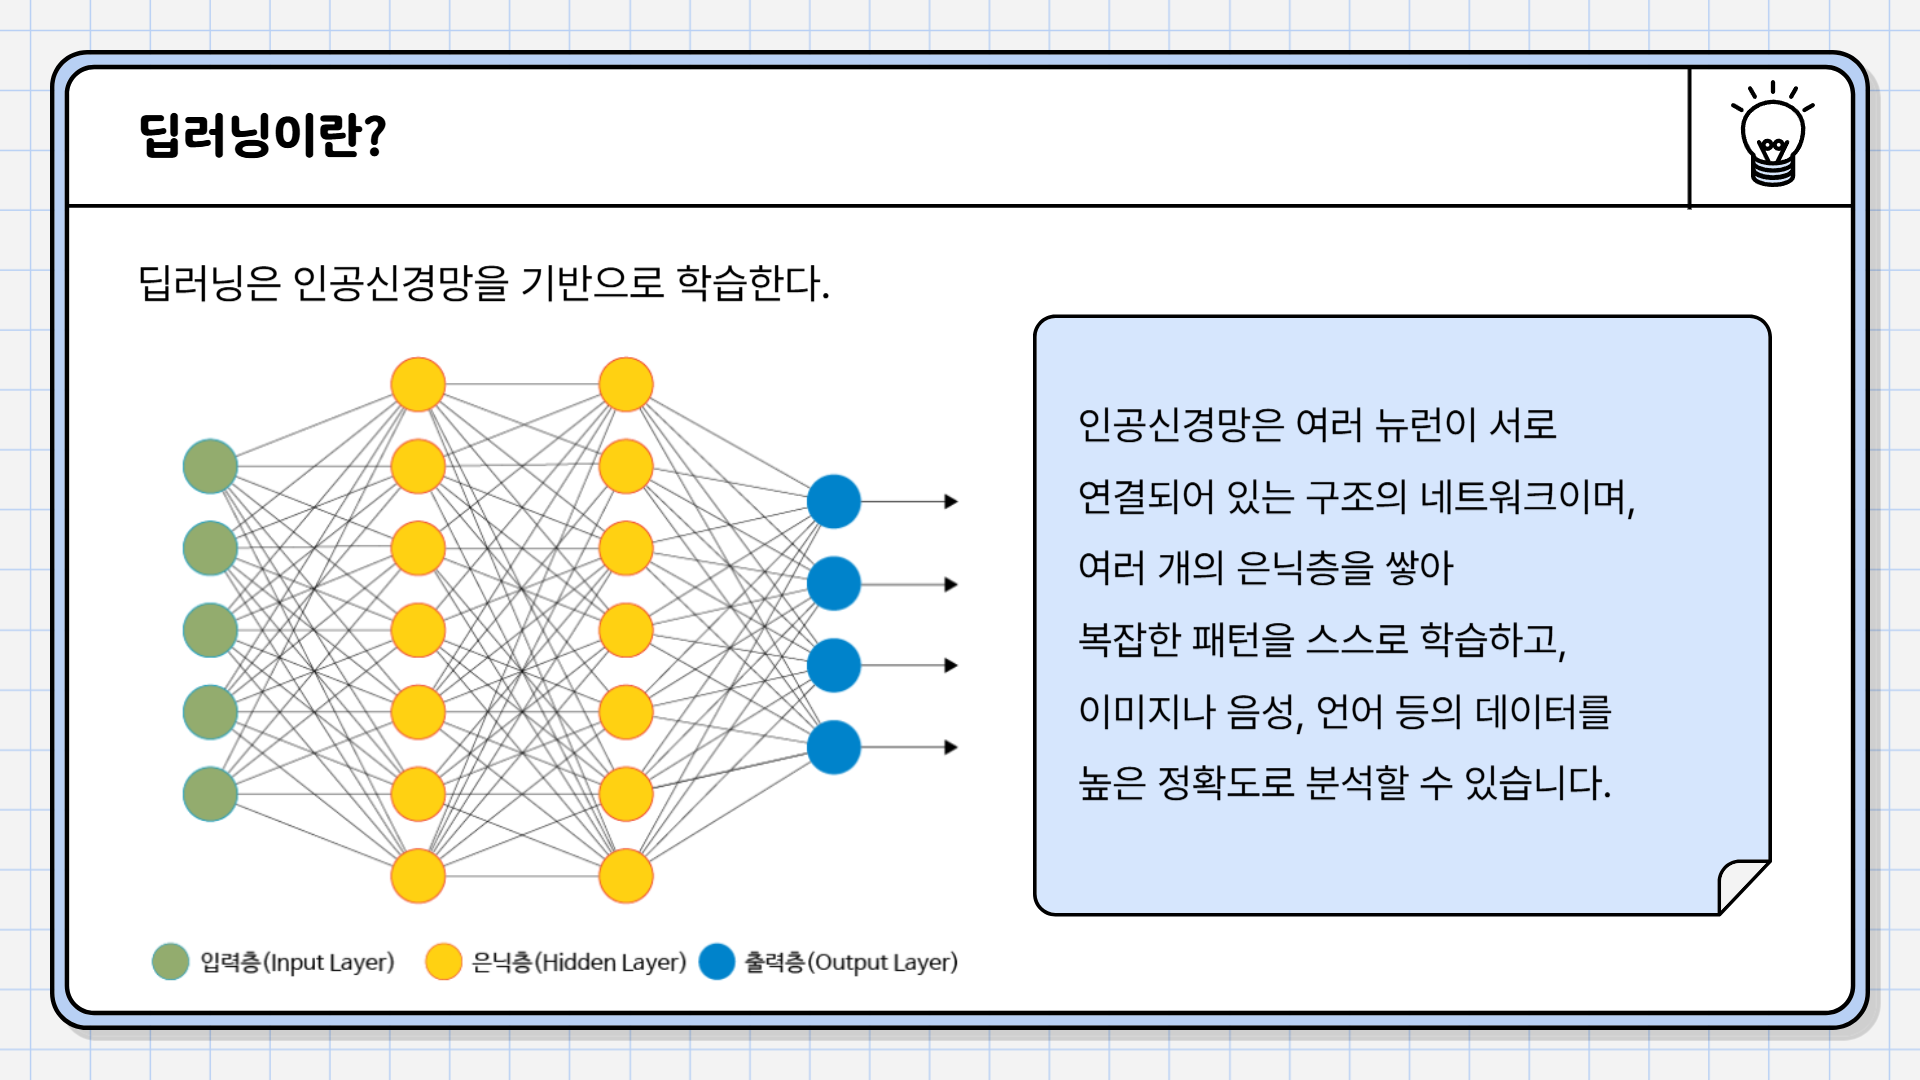 딥러닝이란?
딥러닝은 인공신경망을 기반으로 학습한다.
인공신경망은 여러 뉴런이 서로
연결되어 있는 구조의 네트워크이며,
여러 개의 은닉층을 쌓아
복잡한 패턴을 스스로 학습하고,
이미지나 음성, 언어 등의 데이터를
높은 정확도로 분석할 수 있습니다.
입력층(Input Layer) 은닉층(Hidden Layer) 출력층(Output Layer)